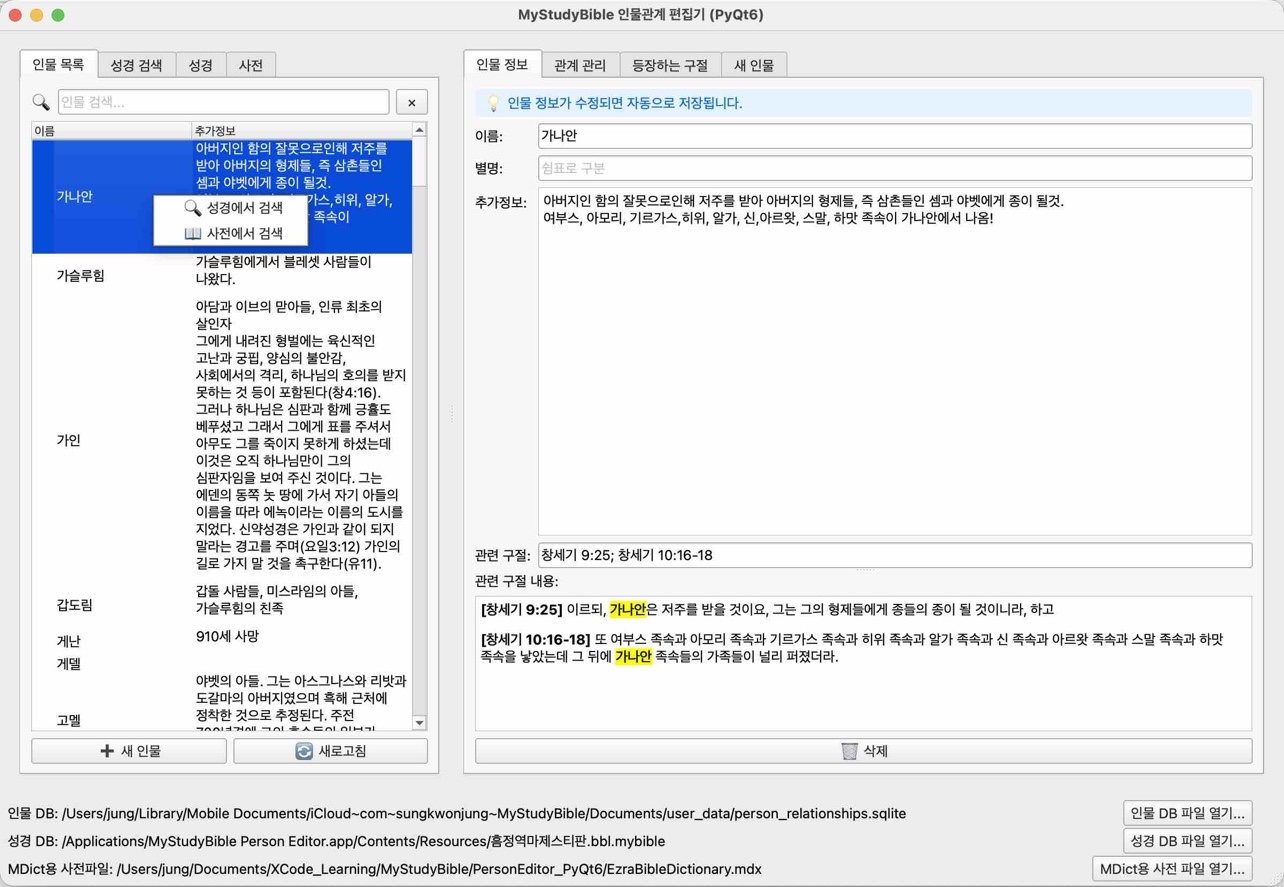 MyStudyBible 인물관계 편집기 (PyQt6)
인물 목록
성경 검색
성경
사전
인물 검색...
×
이름
추가정보
가나안
아버지인 함의 잘못으로인해 저주를
받아 아버지의 형제들, 즉 삼촌들인
셈과 야벳에게 종이 될것.
가스,히위, 알가,
족속이
성경에서 검색
사전에서 검색
가슬루힘
가슬루힘에게서 블레셋 사람들이
나왔다.
가인
아담과 이브의 맏아들, 인류 최초의
살인자
그에게 내려진 형벌에는 육신적인
고난과 궁핍, 양심의 불안감,
사회에서의 격리, 하나님의 호의를 받지
못하는 것 등이 포함된다(창4:16).
그러나 하나님은 심판과 함께 긍휼도
베푸셨고 그래서 그에게 표를 주셔서
아무도 그를 죽이지 못하게 하셨는데
이것은 오직 하나님만이 그의
심판자임을 보여 주신 것이다. 그는
에덴의 동쪽 놋 땅에 가서 자기 아들의
이름을 따라 에녹이라는 이름의 도시를
지었다. 신약성경은 가인과 같이 되지
말라는 경고를 주며(요일3:12) 가인의
길로 가지 말 것을 촉구한다(유11).
갑도림
갑돌 사람들, 미스라임의 아들,
가슬루힘의 친족
게난
910세 사망
게델
고멜
야벳의 아들. 그는 아스그나스와 리밧과
도갈마의 아버지였으며 흑해 근처에
정착한 것으로 추정된다. 주전
새 인물
새로고침
인물 정보
관계 관리
등장하는 구절
새 인물
인물 정보가 수정되면 자동으로 저장됩니다.
이름:
가나안
별명:
쉼표로 구분
추가정보:
아버지인 함의 잘못으로인해 저주를 받아 아버지의 형제들, 즉 삼촌들인 셈과 야벳에게 종이 될것.
여부스, 아모리, 기르가스,히위, 알가, 신,아르왓, 스말, 하맛 족속이 가나안에서 나옴!
관련 구절:
창세기 9:25; 창세기 10:16-18
관련 구절 내용:
[창세기 9:25] 이르되, 가나안은 저주를 받을 것이요, 그는 그의 형제들에게 종들의 종이 될 것이니라, 하고
[창세기 10:16-18] 또 여부스 족속과 아모리 족속과 기르가스 족속과 히위 족속과 알가 족속과 신 족속과 아르왓 족속과 스말 족속과 하맛
족속을 낳았는데 그 뒤에 가나안 족속들의 가족들이 널리 퍼졌더라.
삭제
인물 DB: /Users/jung/Library/Mobile Documents/iCloud~com~sungkwonjung~MyStudyBible/Documents/user_data/person_relationships.sqlite
인물 DB 파일 열기...
성경 DB: /Applications/MyStudyBible Person Editor.app/Contents/Resources/흠정역마제스티판.bbl.mybible
성경 DB 파일 열기...
MDict용 사전파일: /Users/jung/Documents/XCode_Learning/MyStudyBible/PersonEditor_PyQt6/EzraBibleDictionary.mdx
MDict용 사전 파일 열기...